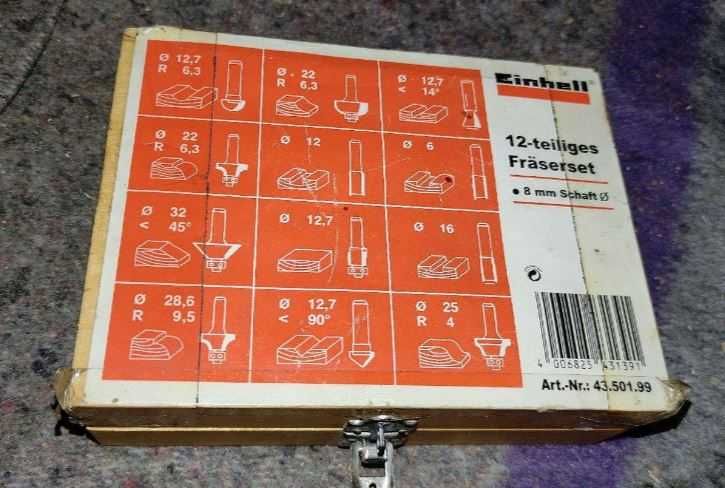 Ø 12,7
R 6,3
Ø 22
R 6,3
Ø 12,7
< 14°
Ø 22
R 6,3
Ø 12
Ø 6
Ø 32
< 45°
Ø 12,7
Ø 16
Ø 28,6
R 9,5
Ø 12,7
< 90°
Ø 25
R 4
Einhell®
12-teiliges
Fräserset
• 8 mm Schaft Ø
4 006825 431391
Art.-Nr.: 43.501.99